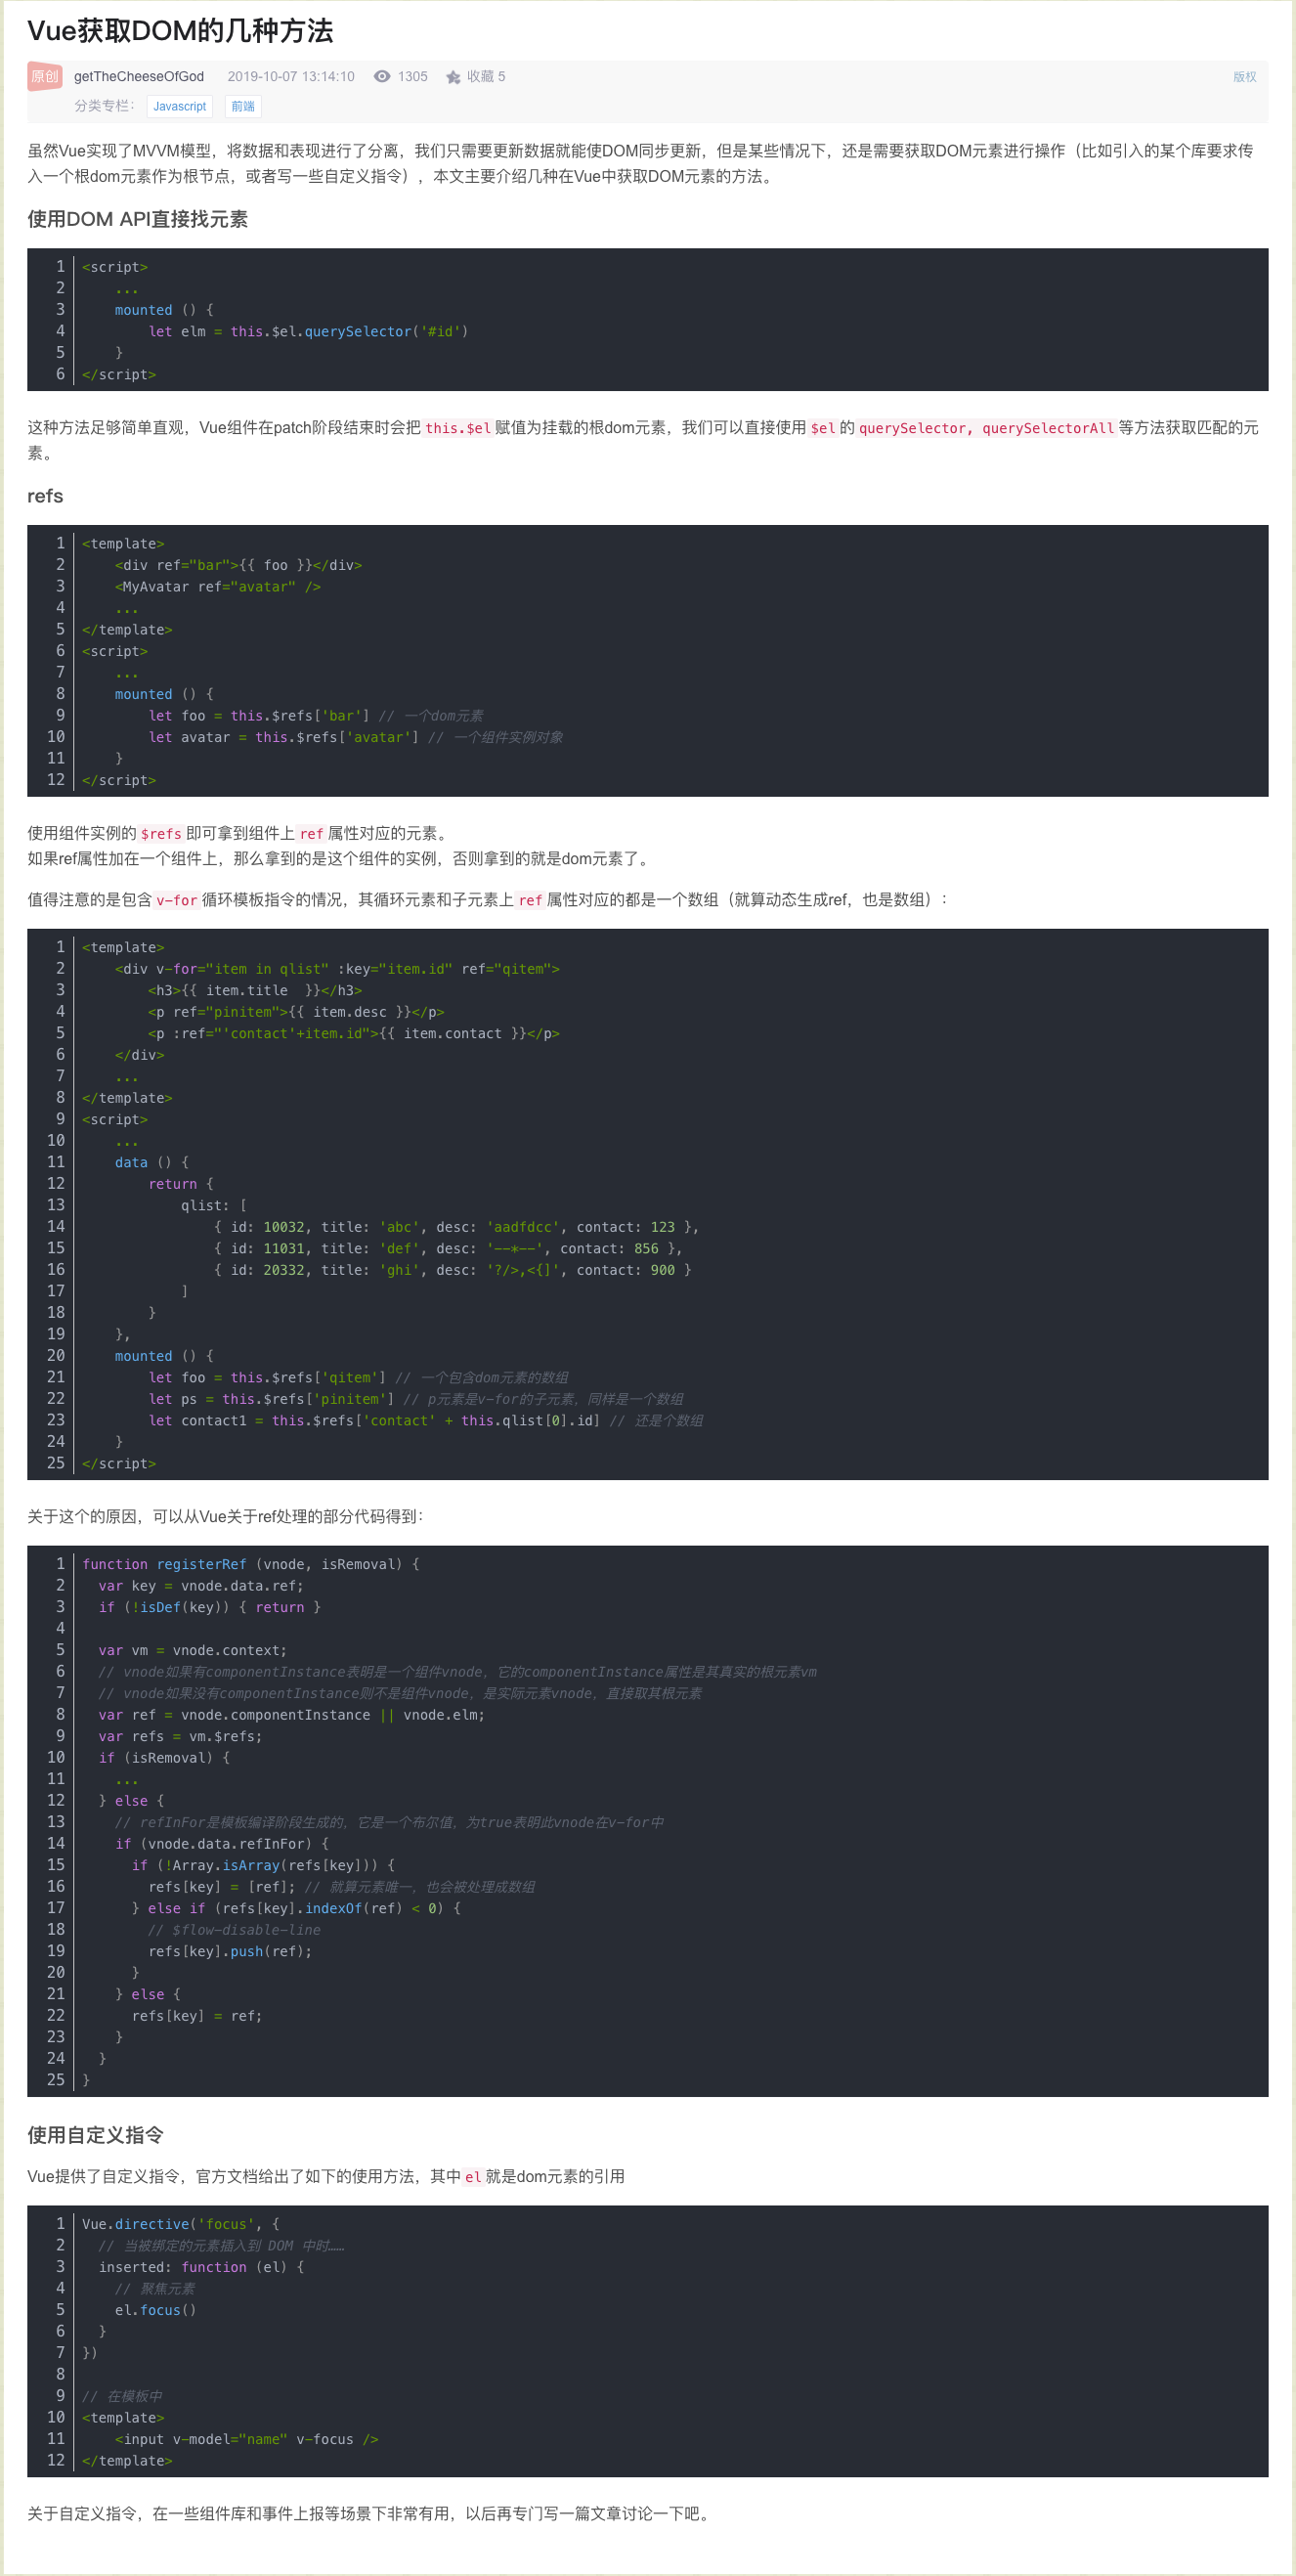 Vue获取DOM的几种方法
原创 getTheCheeseOfGod 2019-10-07 13:14:10 1305 收藏 5 版权
分类专栏： Javascript 前端
虽然Vue实现了MVVM模型，将数据和表现进行了分离，我们只需要更新数据就能使DOM同步更新，但是某些情况下，还是需要获取DOM元素进行操作（比如引入的某个库要求传
入一个根dom元素作为根节点，或者写一些自定义指令），本文主要介绍几种在Vue中获取DOM元素的方法。
使用DOM API直接找元素
1 <script>
2     ...
3     mounted () {
4         let elm = this.$el.querySelector('#id')
5     }
6 </script>
这种方法足够简单直观，Vue组件在patch阶段结束时会把 this.$el 赋值为挂载的根dom元素，我们可以直接使用 $el 的 querySelector, querySelectorAll 等方法获取匹配的元
素。
refs
1 <template>
2     <div ref="bar">{{ foo }}</div>
3     <MyAvatar ref="avatar" />
4     ...
5 </template>
6 <script>
7     ...
8     mounted () {
9         let foo = this.$refs['bar'] // 一个dom元素
10         let avatar = this.$refs['avatar'] // 一个组件实例对象
11     }
12 </script>
使用组件实例的 $refs 即可拿到组件上 ref 属性对应的元素。
如果ref属性加在一个组件上，那么拿到的是这个组件的实例，否则拿到的就是dom元素了。
值得注意的是包含 v-for 循环模板指令的情况，其循环元素和子元素上 ref 属性对应的都是一个数组（就算动态生成ref，也是数组）：
1 <template>
2     <div v-for="item in qlist" :key="item.id" ref="qitem">
3         <h3>{{ item.title  }}</h3>
4         <p ref="pinitem">{{ item.desc }}</p>
5         <p :ref="'contact'+item.id">{{ item.contact }}</p>
6     </div>
7     ...
8 </template>
9 <script>
10     ...
11     data () {
12         return {
13             qlist: [
14                 { id: 10032, title: 'abc', desc: 'aadfdcc', contact: 123 },
15                 { id: 11031, title: 'def', desc: '--*--', contact: 856 },
16                 { id: 20332, title: 'ghi', desc: '?/>,<{]', contact: 900 }
17             ]
18         }
19     },
20     mounted () {
21         let foo = this.$refs['qitem'] // 一个包含dom元素的数组
22         let ps = this.$refs['pinitem'] // p元素是v-for的子元素，同样是一个数组
23         let contact1 = this.$refs['contact' + this.qlist[0].id] // 还是个数组
24     }
25 </script>
关于这个的原因，可以从Vue关于ref处理的部分代码得到：
1 function registerRef (vnode, isRemoval) {
2   var key = vnode.data.ref;
3   if (!isDef(key)) { return }
4
5   var vm = vnode.context;
6   // vnode如果有componentInstance表明是一个组件vnode，它的componentInstance属性是其真实的根元素vm
7   // vnode如果没有componentInstance则不是组件vnode，是实际元素vnode，直接取其根元素
8   var ref = vnode.componentInstance || vnode.elm;
9   var refs = vm.$refs;
10   if (isRemoval) {
11     ...
12   } else {
13     // refInFor是模板编译阶段生成的，它是一个布尔值，为true表明此vnode在v-for中
14     if (vnode.data.refInFor) {
15       if (!Array.isArray(refs[key])) {
16         refs[key] = [ref]; // 就算元素唯一，也会被处理成数组
17       } else if (refs[key].indexOf(ref) < 0) {
18         // $flow-disable-line
19         refs[key].push(ref);
20       }
21     } else {
22       refs[key] = ref;
23     }
24   }
25 }
使用自定义指令
Vue提供了自定义指令，官方文档给出了如下的使用方法，其中 el 就是dom元素的引用
1 Vue.directive('focus', {
2   // 当被绑定的元素插入到 DOM 中时……
3   inserted: function (el) {
4     // 聚焦元素
5     el.focus()
6   }
7 })
8
9 // 在模板中
10 <template>
11     <input v-model="name" v-focus />
12 </template>
关于自定义指令，在一些组件库和事件上报等场景下非常有用，以后再专门写一篇文章讨论一下吧。